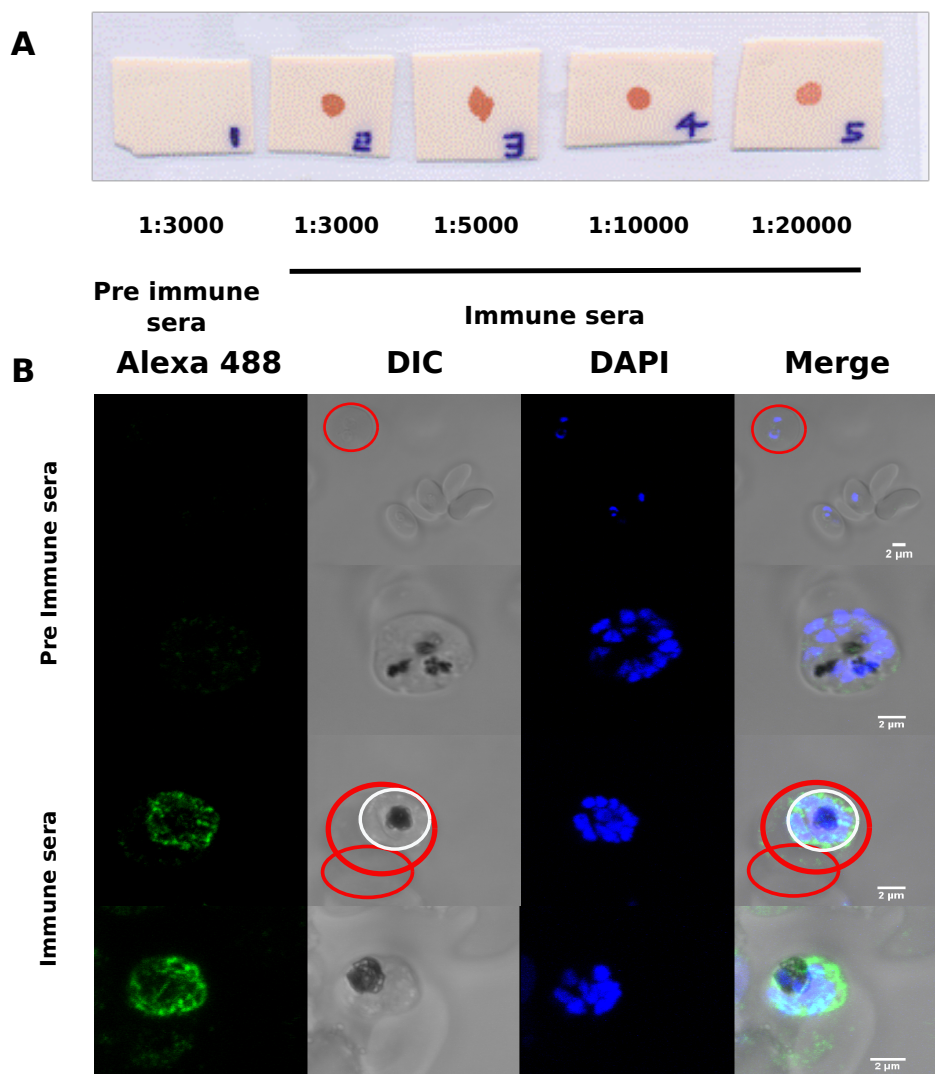 A
1 2 3 4 5
1:3000 1:3000 1:5000 1:10000 1:20000
Pre immune
sera
Immune sera
B
Alexa 488 DIC DAPI Merge
Pre Immune sera
2 µm
2 µm
Immune sera
2 µm
2 µm